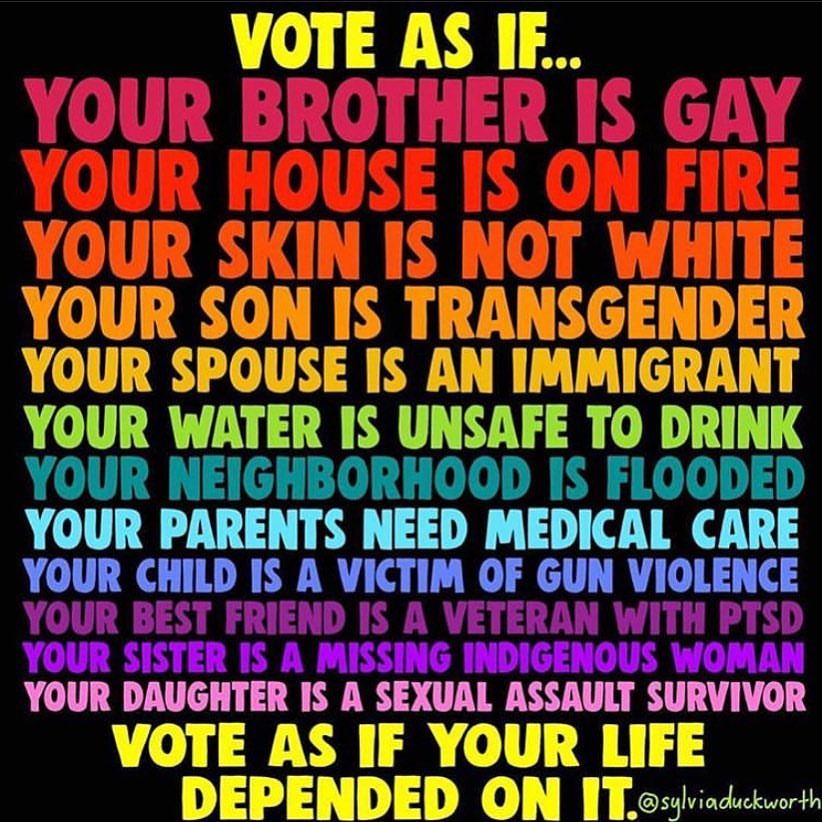 VOTE AS IF...
YOUR BROTHER IS GAY
YOUR HOUSE IS ON FIRE
YOUR SKIN IS NOT WHITE
YOUR SON IS TRANSGENDER
YOUR SPOUSE IS AN IMMIGRANT
YOUR WATER IS UNSAFE TO DRINK
YOUR NEIGHBORHOOD IS FLOODED
YOUR PARENTS NEED MEDICAL CARE
YOUR CHILD IS A VICTIM OF GUN VIOLENCE
YOUR BEST FRIEND IS A VETERAN WITH PTSD
YOUR SISTER IS A MISSING INDIGENOUS WOMAN
YOUR DAUGHTER IS A SEXUAL ASSAULT SURVIVOR
VOTE AS IF YOUR LIFE
DEPENDED ON IT.
@sylviaduckworth